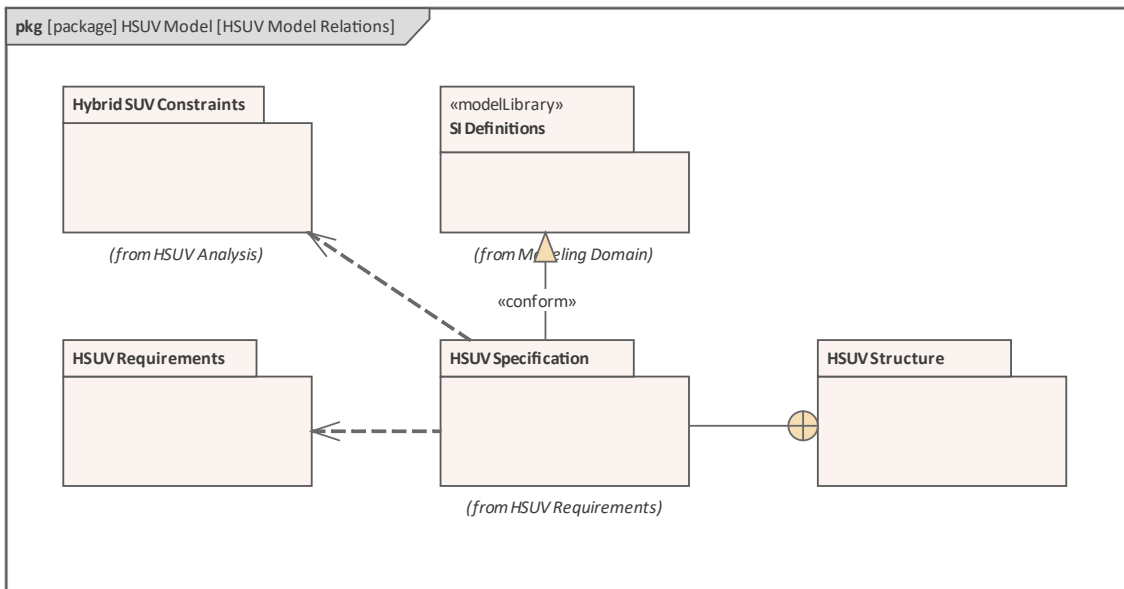 pkg [package] HSUV Model [HSUV Model Relations]
Hybrid SUV Constraints
«modelLibrary»
SI Definitions
(from HSUV Analysis)
(from Modeling Domain)
«conform»
HSUV Requirements
HSUV Specification
HSUV Structure
(from HSUV Requirements)